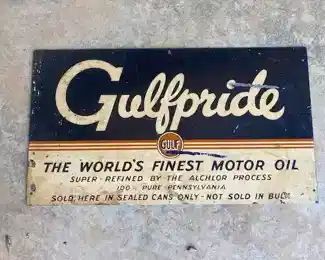 Gulfpride
GULF
THE WORLD'S FINEST MOTOR OIL
SUPER-REFINED BY THE ALCHLOR PROCESS
100% PURE PENNSYLVANIA
SOLD HERE IN SEALED CANS ONLY-NOT SOLD IN BULK